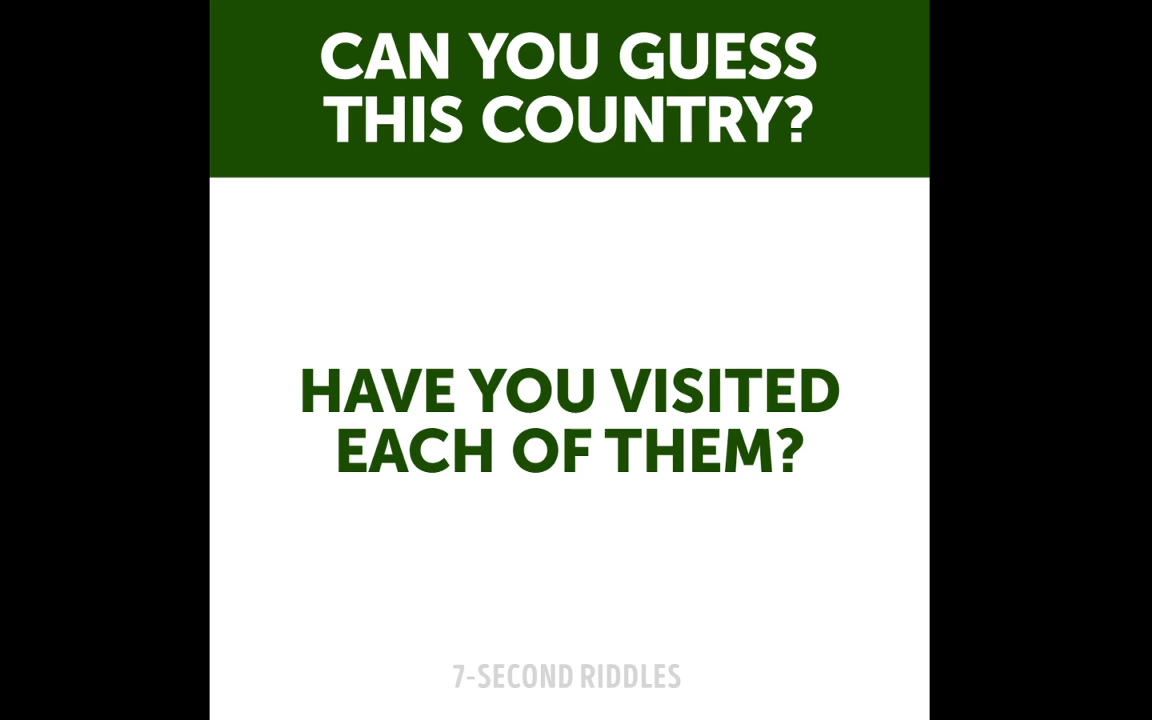 CAN YOU GUESS
THIS COUNTRY?
HAVE YOU VISITED
EACH OF THEM?
7-SECOND RIDDLES